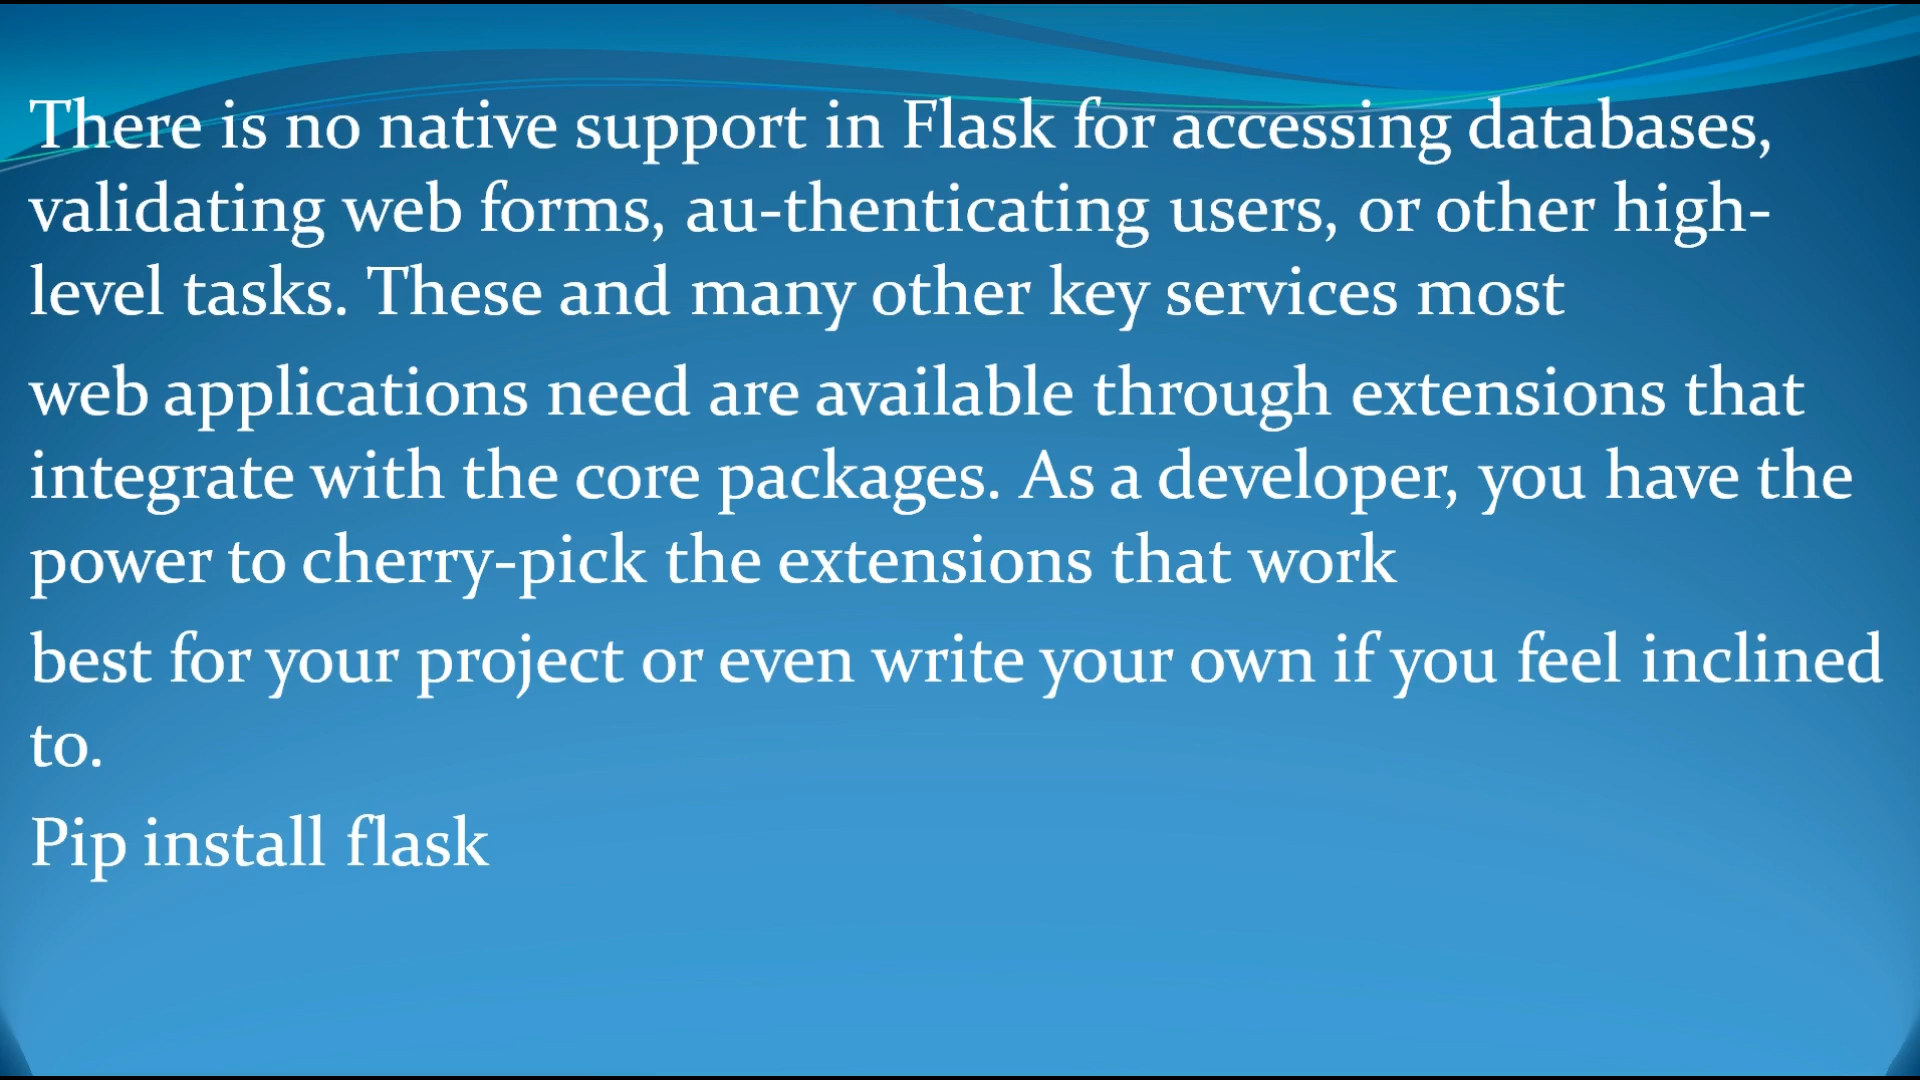 There is no native support in Flask for accessing databases,
validating web forms, au-thenticating users, or other high-
level tasks. These and many other key services most
web applications need are available through extensions that
integrate with the core packages. As a developer, you have the
power to cherry-pick the extensions that work
best for your project or even write your own if you feel inclined
to.
Pip install flask